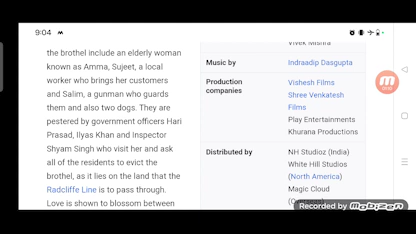 9:04
the brothel include an elderly woman
known as Amma, Sujeet, a local
worker who brings her customers
and Salim, a gunman who guards
them and also two dogs. They are
pestered by government officers Hari
Prasad, Ilyas Khan and Inspector
Shyam Singh who visit her and ask
all of the residents to evict the
brothel, as it lies on the land that the
Radcliffe Line is to pass through.
Love is shown to blossom between
Vivek Mishra
Music by
Indraadip Dasgupta
Production
companies
Vishesh Films
Shree Venkatesh
Films
Play Entertainments
Khurana Productions
Distributed by
NH Studioz (India)
White Hill Studios
(North America)
Magic Cloud
Recorded by Mobizen